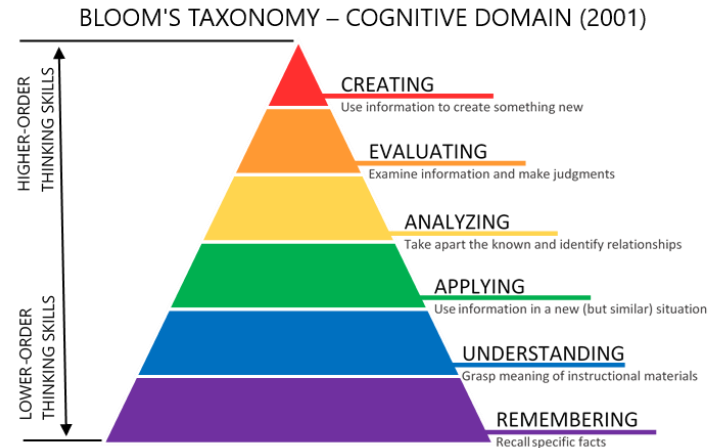 BLOOM'S TAXONOMY – COGNITIVE DOMAIN (2001)
HIGHER-ORDER
THINKING SKILLS
LOWER-ORDER
THINKING SKILLS
CREATING
Use information to create something new
EVALUATING
Examine information and make judgments
ANALYZING
Take apart the known and identify relationships
APPLYING
Use information in a new (but similar) situation
UNDERSTANDING
Grasp meaning of instructional materials
REMEMBERING
Recall specific facts